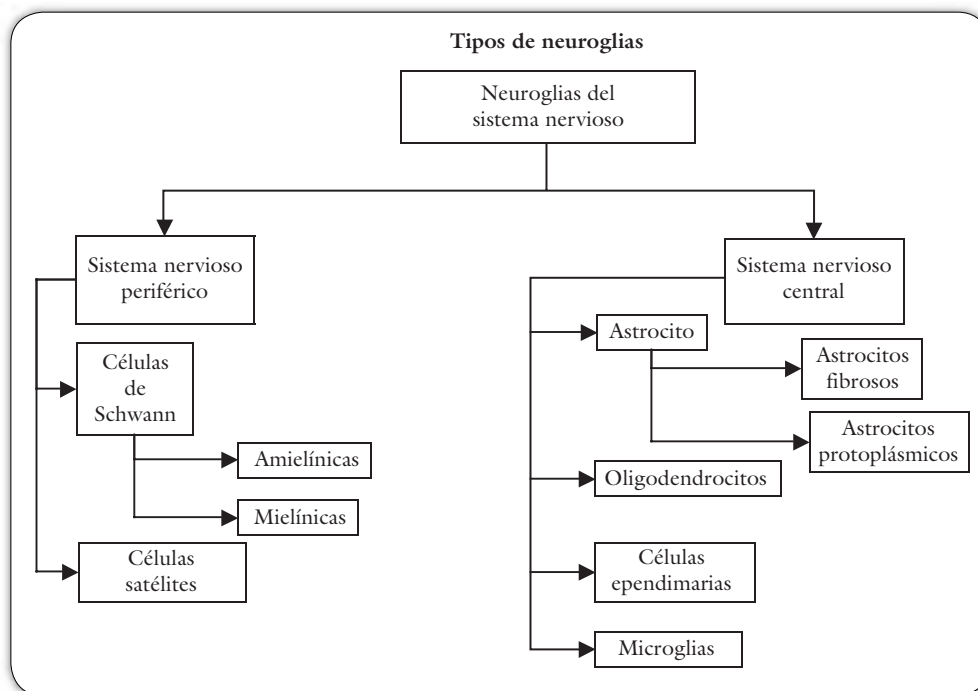 Tipos de neuroglias
Neuroglias del
sistema nervioso
Sistema nervioso
periférico
Células
de
Schwann
Amielínicas
Mielínicas
Células
satélites
Sistema nervioso
central
Astrocito
Astrocitos
fibrosos
Astrocitos
protoplásmicos
Oligodendrocitos
Células
ependimarias
Microglias